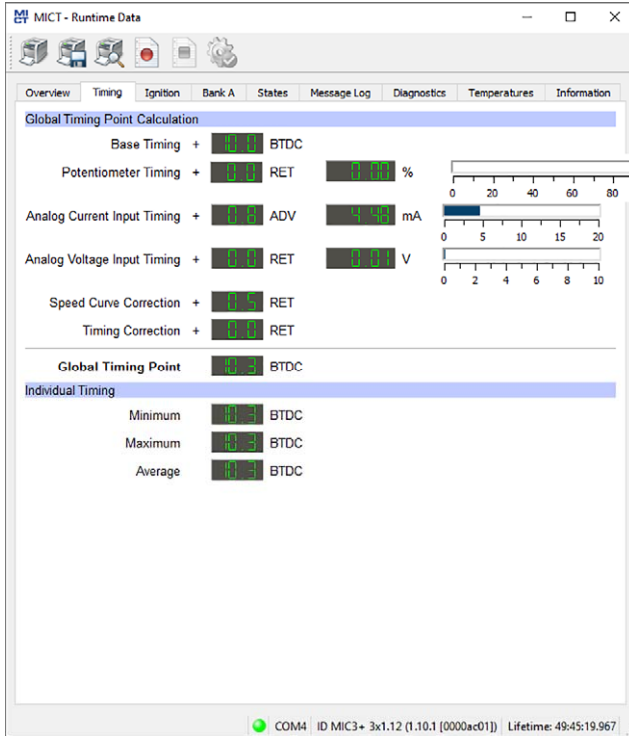 MICT - Runtime Data
Overview Timing Ignition Bank A States Message Log Diagnostics Temperatures Information
Global Timing Point Calculation
Base Timing + 10.0 BTDC
Potentiometer Timing + 0.0 RET 0.00 %
0 20 40 60 80
Analog Current Input Timing + 0.8 ADV 4.48 mA
0 5 10 15 20
Analog Voltage Input Timing + 0.0 RET 0.01 V
0 2 4 6 8 10
Speed Curve Correction + 0.5 RET
Timing Correction + 0.0 RET
Global Timing Point 10.3 BTDC
Individual Timing
Minimum 10.3 BTDC
Maximum 10.3 BTDC
Average 10.3 BTDC
COM4 ID MIC3+ 3x1.12 (1.10.1 [0000ac01]) Lifetime: 49:45:19.967